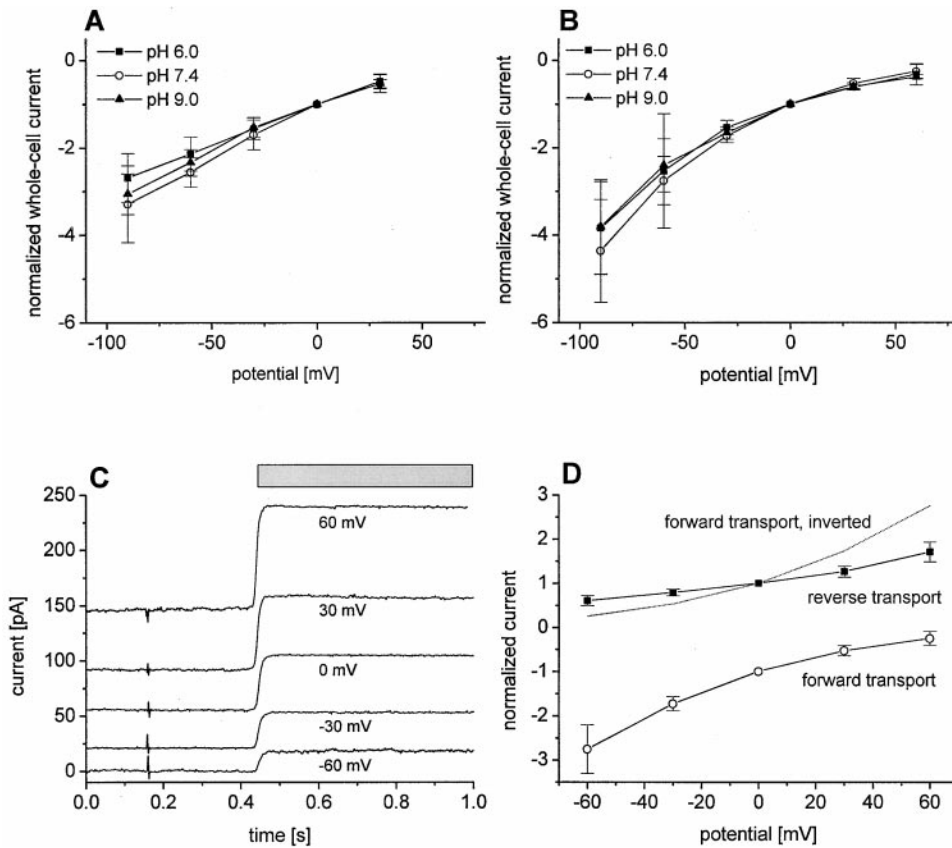 A
pH 6.0
pH 7.4
pH 9.0
normalized whole-cell current
0
-2
-4
-6
-100
-50
0
50
potential [mV]
B
pH 6.0
pH 7.4
pH 9.0
normalized whole-cell current
0
-2
-4
-6
-100
-50
0
50
potential [mV]
C
250
200
150
100
50
0
current [pA]
60 mV
30 mV
0 mV
-30 mV
-60 mV
0.0
0.2
0.4
0.6
0.8
1.0
time [s]
D
3
2
1
0
-1
-2
-3
normalized current
forward transport, inverted
reverse transport
forward transport
-60
-40
-20
0
20
40
60
potential [mV]